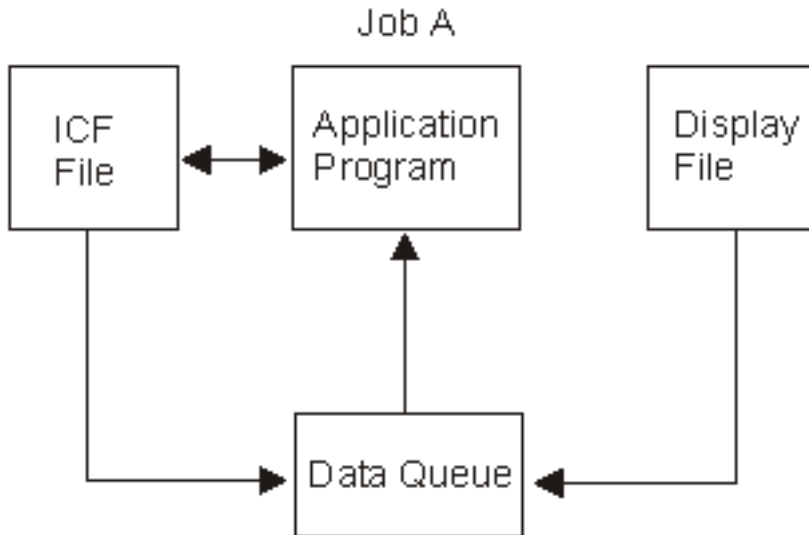 Job A
ICF
File
Application
Program
Display
File
Data Queue